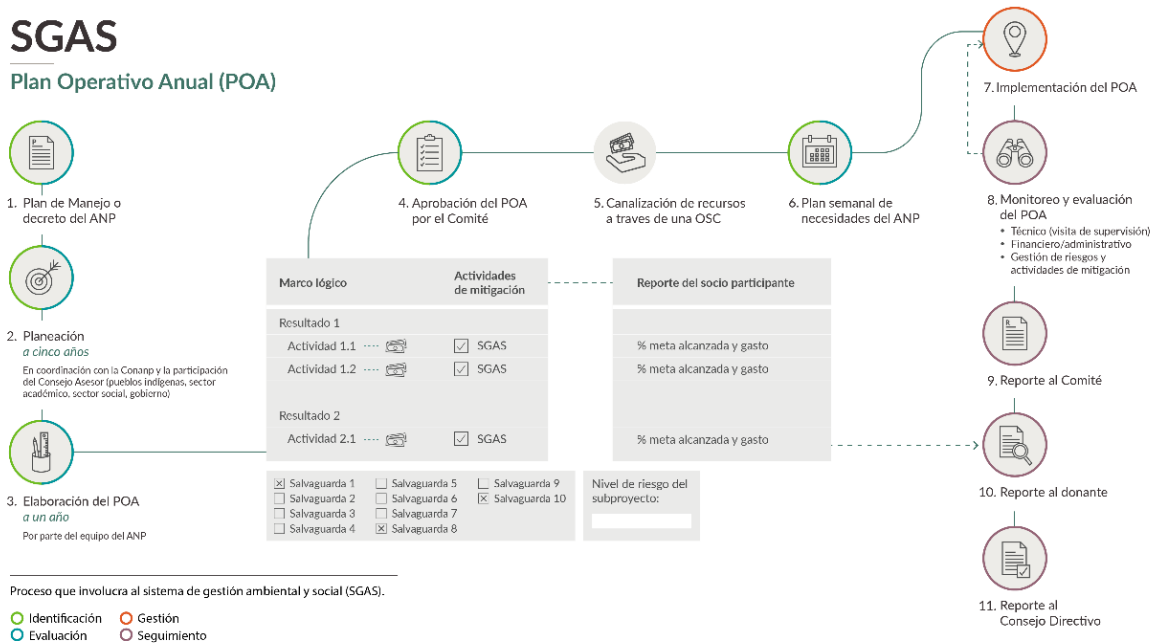 SGAS
Plan Operativo Anual (POA)
1. Plan de Manejo o
decreto del ANP
2. Planeación
a cinco años
En coordinación con la Conanp y la participación
del Consejo Asesor (pueblos indígenas, sector
académico, sector social, gobierno)
3. Elaboración del POA
a un año
Por parte del equipo del ANP
4. Aprobación del POA
por el Comité
5. Canalización de recursos
a traves de una OSC
6. Plan semanal de
necesidades del ANP
7. Implementación del POA
8. Monitoreo y evaluación
del POA
• Técnico (visita de supervisión)
• Financiero/administrativo
• Gestión de riesgos y
actividades de mitigación
9. Reporte al Comité
10. Reporte al donante
11. Reporte al
Consejo Directivo
Marco lógico
Actividades
de mitigación
Reporte del socio participante
Resultado 1
Actividad 1.1 SGAS % meta alcanzada y gasto
Actividad 1.2 SGAS % meta alcanzada y gasto
Resultado 2
Actividad 2.1 SGAS % meta alcanzada y gasto
Salvaguarda 1 Salvaguarda 5 Salvaguarda 9
Salvaguarda 2 Salvaguarda 6 Salvaguarda 10
Salvaguarda 3 Salvaguarda 7
Salvaguarda 4 Salvaguarda 8
Nivel de riesgo del
subproyecto:
Proceso que involucra al sistema de gestión ambiental y social (SGAS).
Identificación Gestión
Evaluación Seguimiento